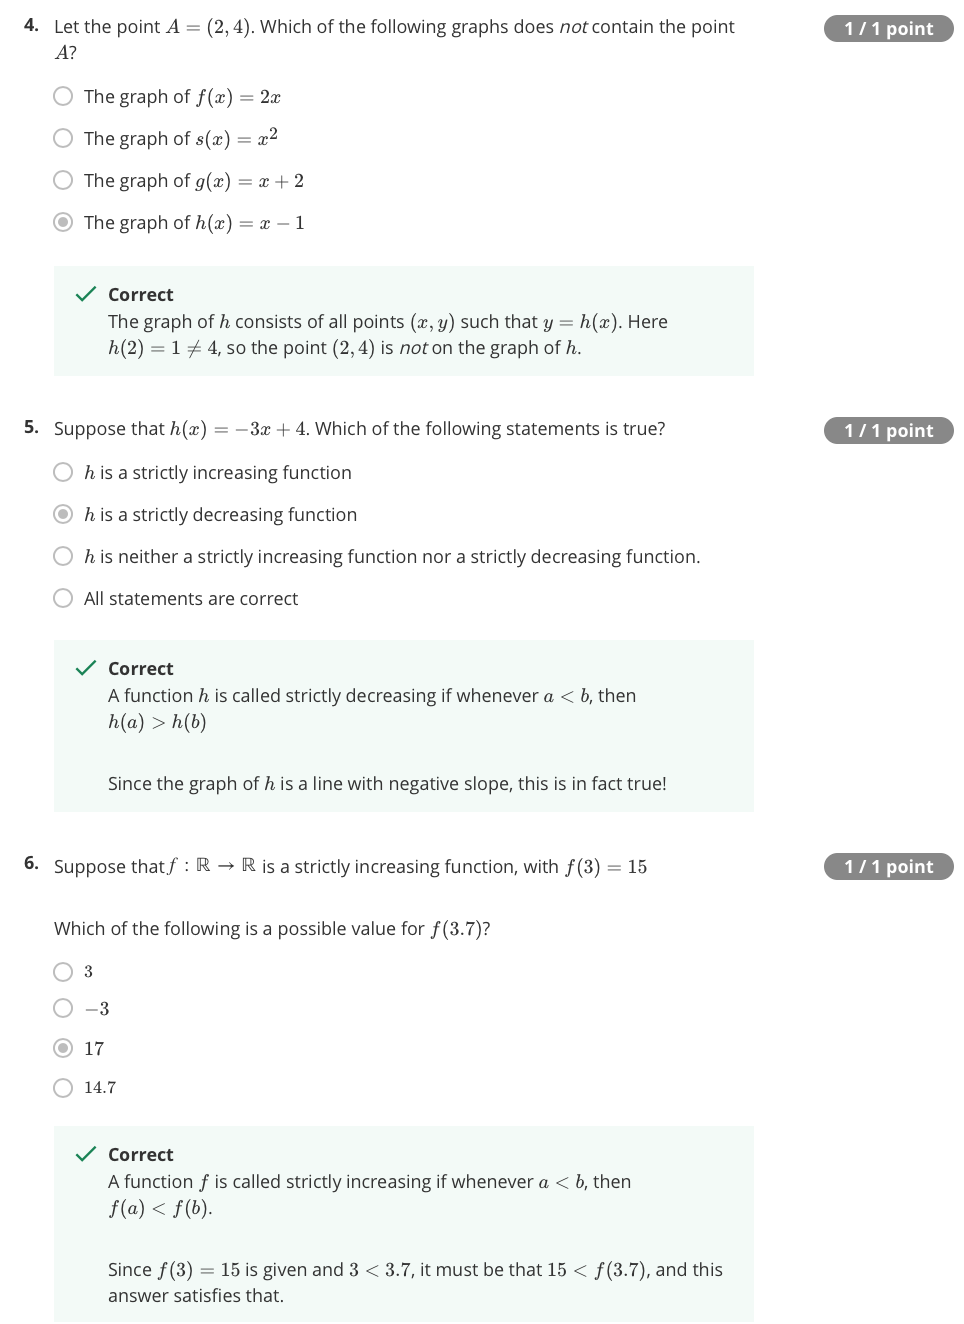 4. Let the point A = (2, 4). Which of the following graphs does not contain the point
A?
1 / 1 point
The graph of f(x) = 2x
The graph of s(x) = x²
The graph of g(x) = x + 2
The graph of h(x) = x − 1
Correct
The graph of h consists of all points (x, y) such that y = h(x). Here
h(2) = 1 ≠ 4, so the point (2, 4) is not on the graph of h.
5. Suppose that h(x) = −3x + 4. Which of the following statements is true?
1 / 1 point
h is a strictly increasing function
h is a strictly decreasing function
h is neither a strictly increasing function nor a strictly decreasing function.
All statements are correct
Correct
A function h is called strictly decreasing if whenever a < b, then
h(a) > h(b)
Since the graph of h is a line with negative slope, this is in fact true!
6. Suppose that f : ℝ → ℝ is a strictly increasing function, with f(3) = 15
1 / 1 point
Which of the following is a possible value for f(3.7)?
3
−3
17
14.7
Correct
A function f is called strictly increasing if whenever a < b, then
f(a) < f(b).
Since f(3) = 15 is given and 3 < 3.7, it must be that 15 < f(3.7), and this
answer satisfies that.